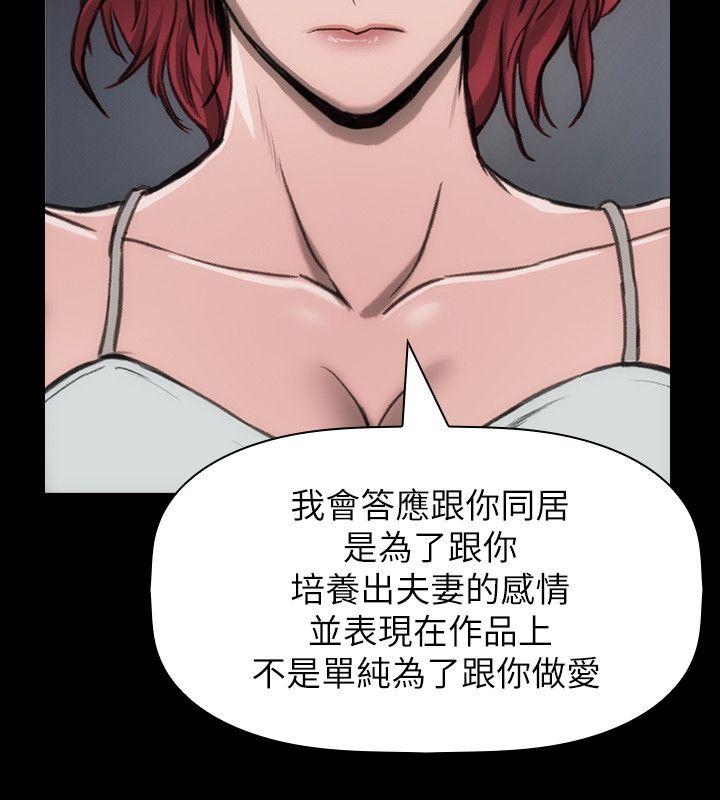 我會答應跟你同居
是為了跟你
培養出夫妻的感情
並表現在作品上
不是單純為了跟你做愛